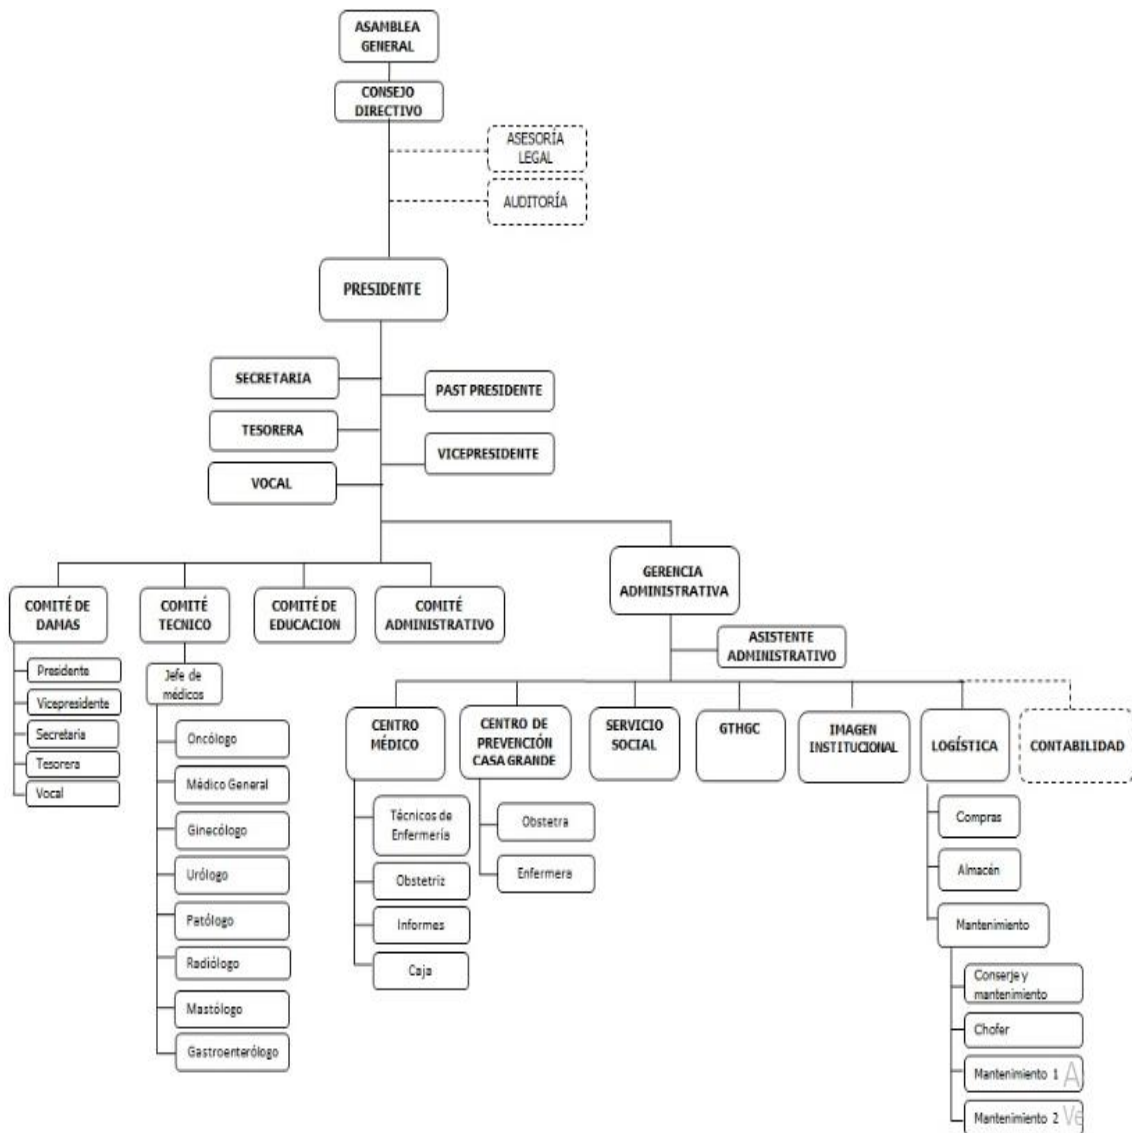 ASAMBLEA
GENERAL
CONSEJO
DIRECTIVO
ASESORÍA
LEGAL
AUDITORÍA
PRESIDENTE
SECRETARIA
PAST PRESIDENTE
TESORERA
VICEPRESIDENTE
VOCAL
GERENCIA
ADMINISTRATIVA
COMITÉ DE
DAMAS
COMITÉ
TECNICO
COMITÉ DE
EDUCACION
COMITÉ
ADMINISTRATIVO
ASISTENTE
ADMINISTRATIVO
Presidente
Vicepresidente
Secretaria
Tesorera
Vocal
Jefe de
médicos
Oncólogo
Médico General
Ginecólogo
Urólogo
Patólogo
Radiólogo
Mastólogo
Gastroenterólogo
CENTRO
MÉDICO
CENTRO DE
PREVENCIÓN
CASA GRANDE
SERVICIO
SOCIAL
GTHGC
IMAGEN
INSTITUCIONAL
LOGÍSTICA
CONTABILIDAD
Técnicos de
Enfermería
Obstetriz
Informes
Caja
Obstetra
Enfermera
Compras
Almacén
Mantenimiento
Conserje y
mantenimiento
Chofer
Mantenimiento 1
A
Mantenimiento 2
Ve